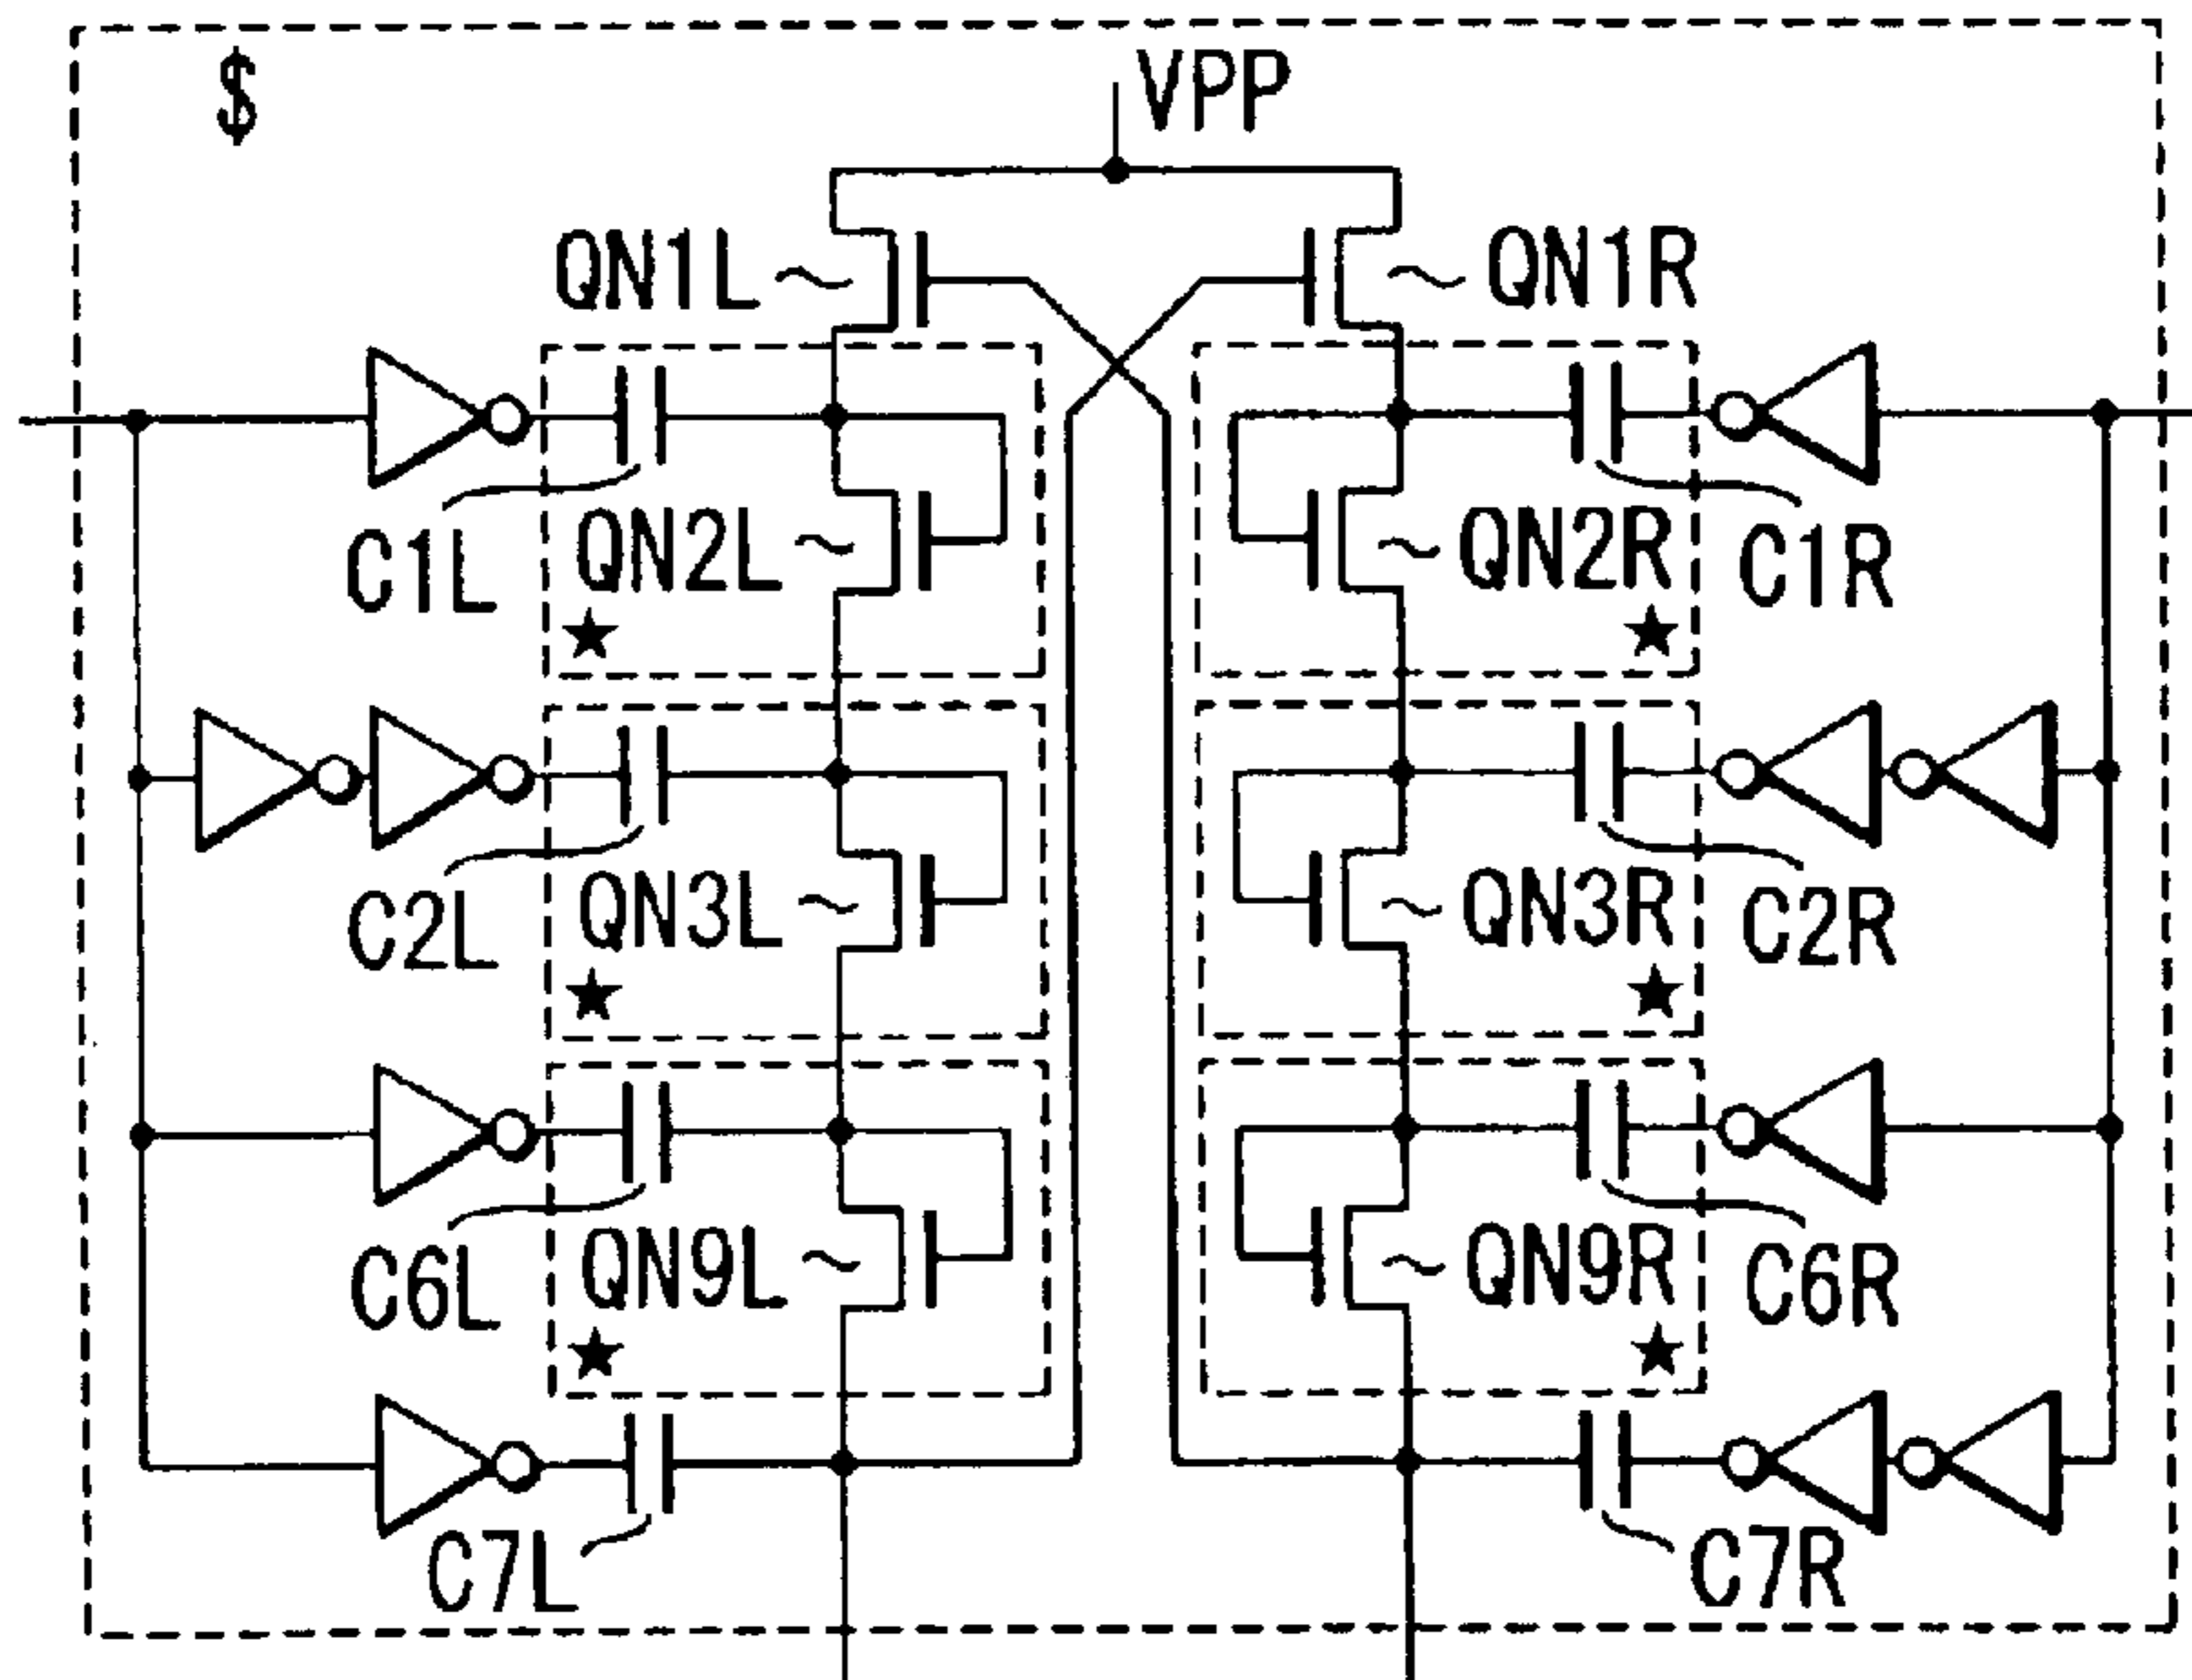 $
VPP
QN1L
QN1R
C1L
QN2L
QN2R
C1R
★
★
C2L
QN3L
QN3R
C2R
★
★
C6L
QN9L
QN9R
C6R
★
★
C7L
C7R